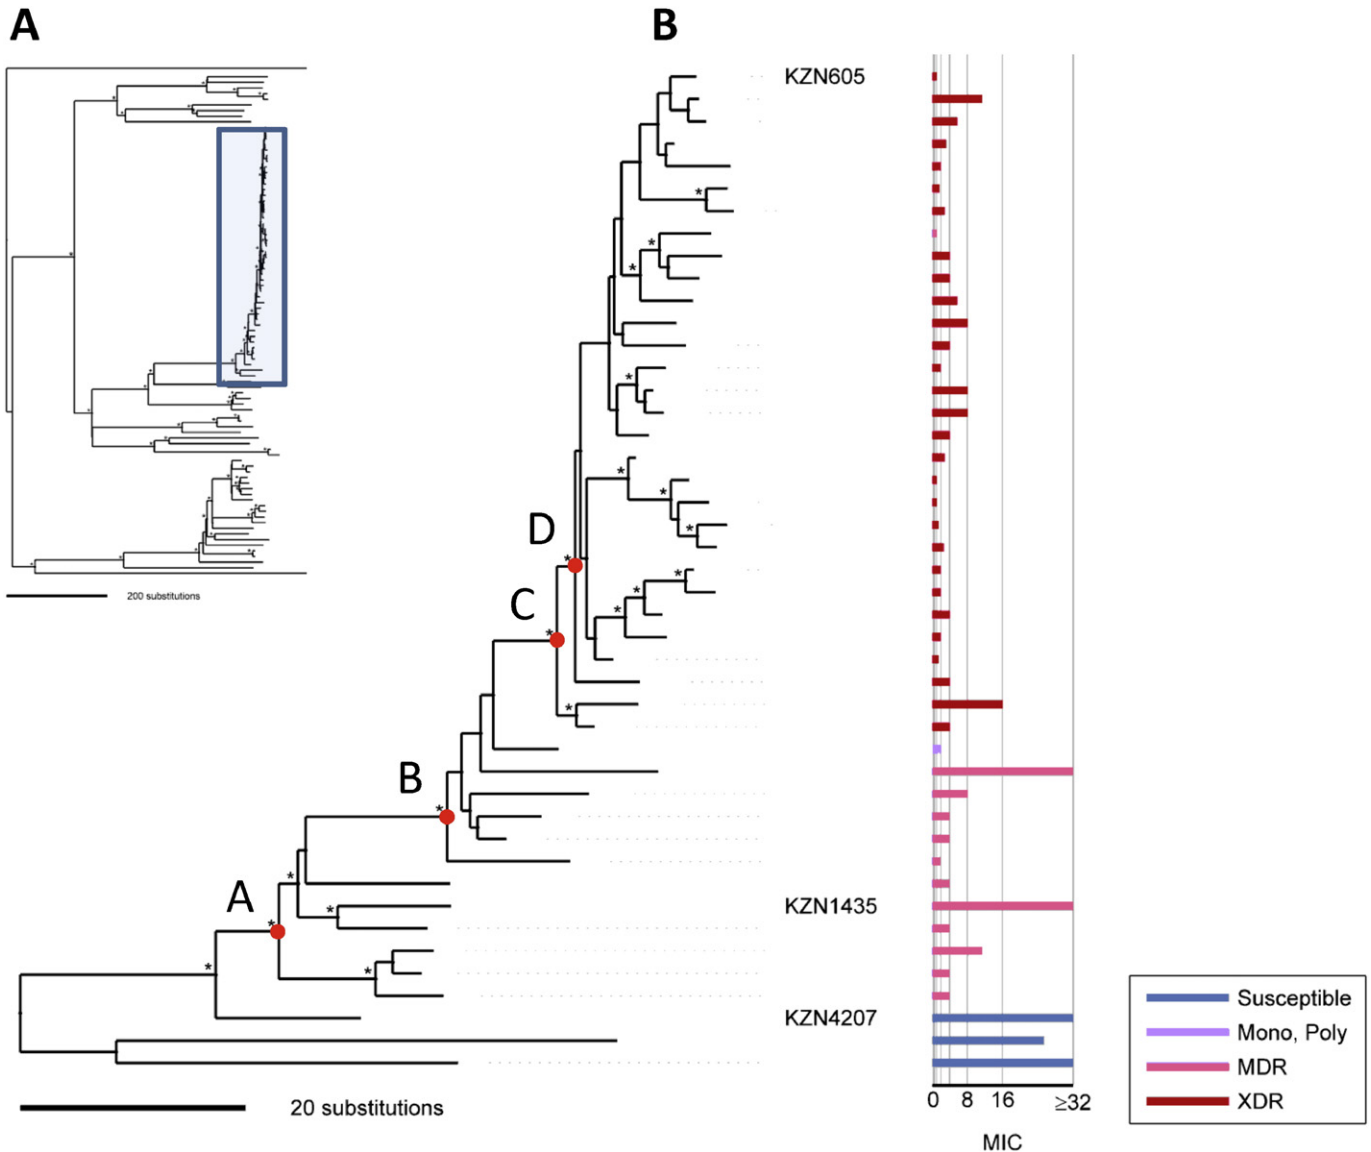 A
B
KZN605
200 substitutions
D
C
B
A
KZN1435
KZN4207
20 substitutions
0 8 16 ≥32
MIC
Susceptible
Mono, Poly
MDR
XDR